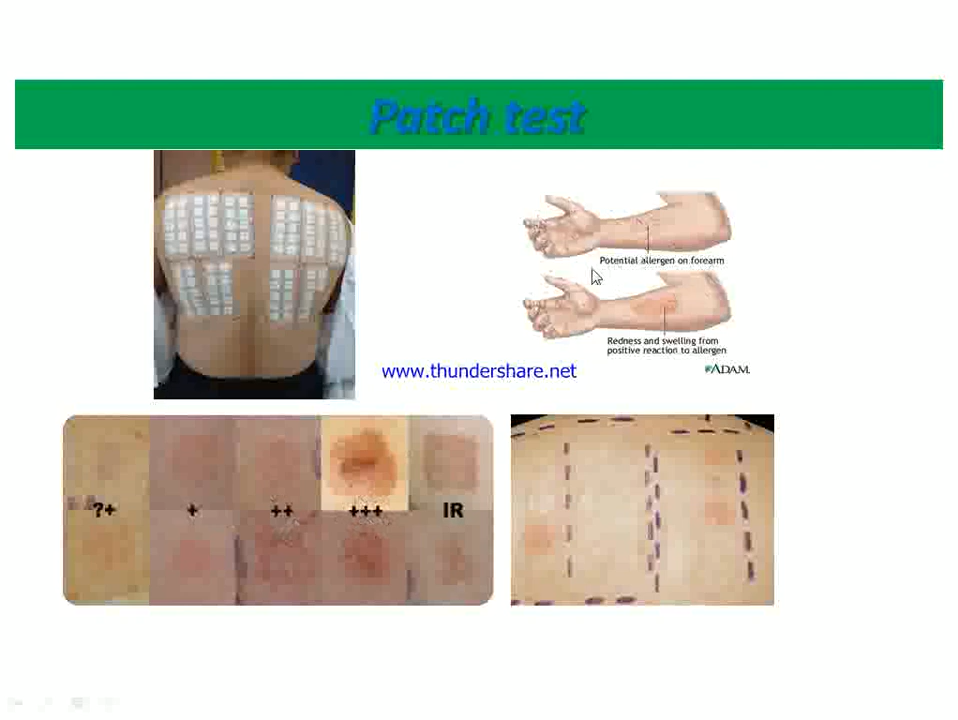 Patch test
Potential allergen on forearm
Redness and swelling from
positive reaction to allergen
ADAM.
www.thundershare.net
?+ + ++ +++ IR